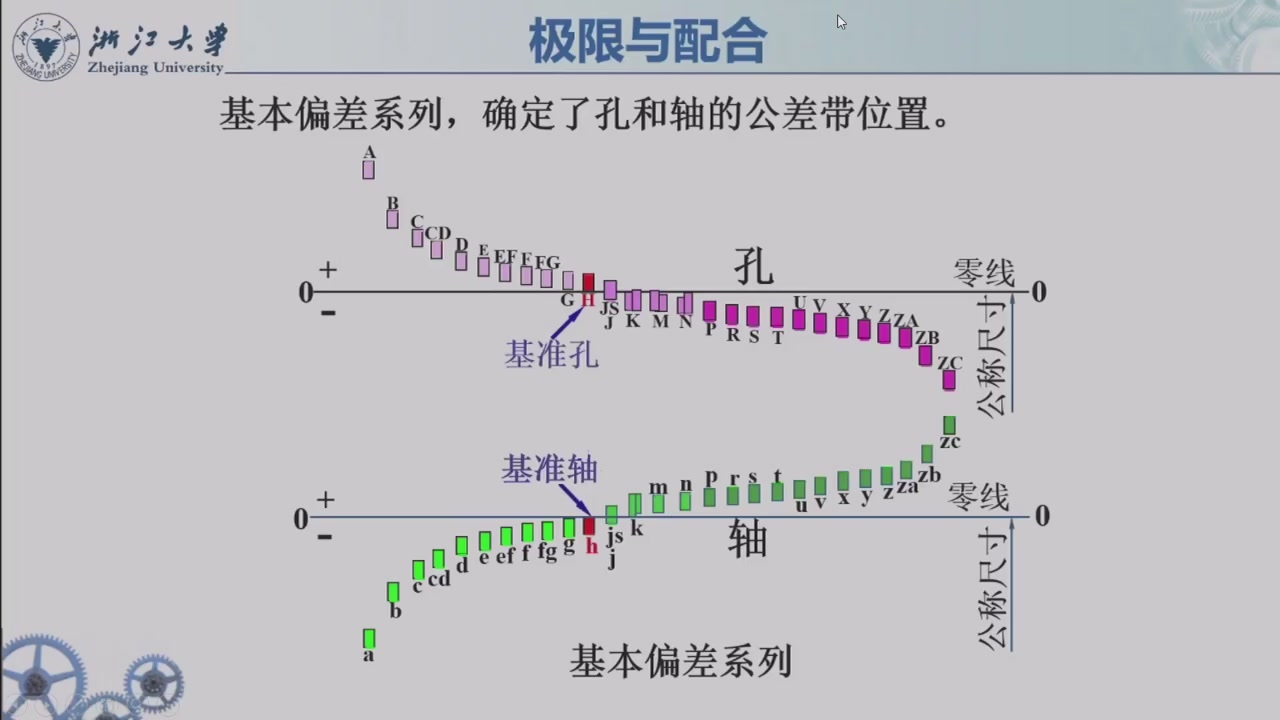 浙江大学
Zhejiang University
极限与配合
基本偏差系列，确定了孔和轴的公差带位置。
A
B
C
CD
D
E
EF
F
FG
G
H
JS
J
K
M
N
P
R
S
T
U
V
X
Y
Z
ZA
ZB
ZC
+
0
-
孔
零线
0
公称尺寸
基准孔
基准轴
+
0
-
轴
零线
0
公称尺寸
a
b
c
cd
d
e
ef
f
fg
g
h
js
j
k
m
n
p
r
s
t
u
v
x
y
z
za
zb
zc
基本偏差系列